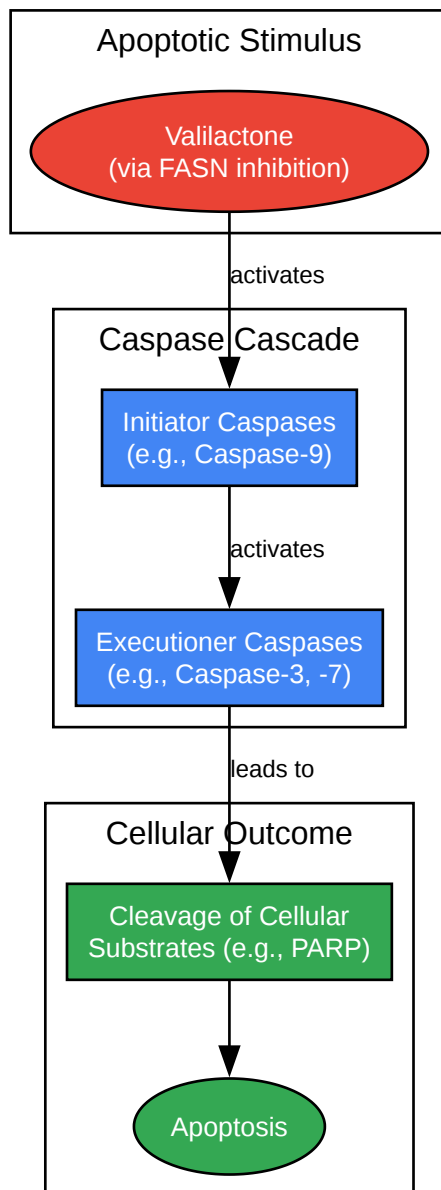 Apoptotic Stimulus
Valilactone
(via FASN inhibition)
activates
Caspase Cascade
Initiator Caspases
(e.g., Caspase-9)
activates
Executioner Caspases
(e.g., Caspase-3, -7)
leads to
Cellular Outcome
Cleavage of Cellular
Substrates (e.g., PARP)
Apoptosis